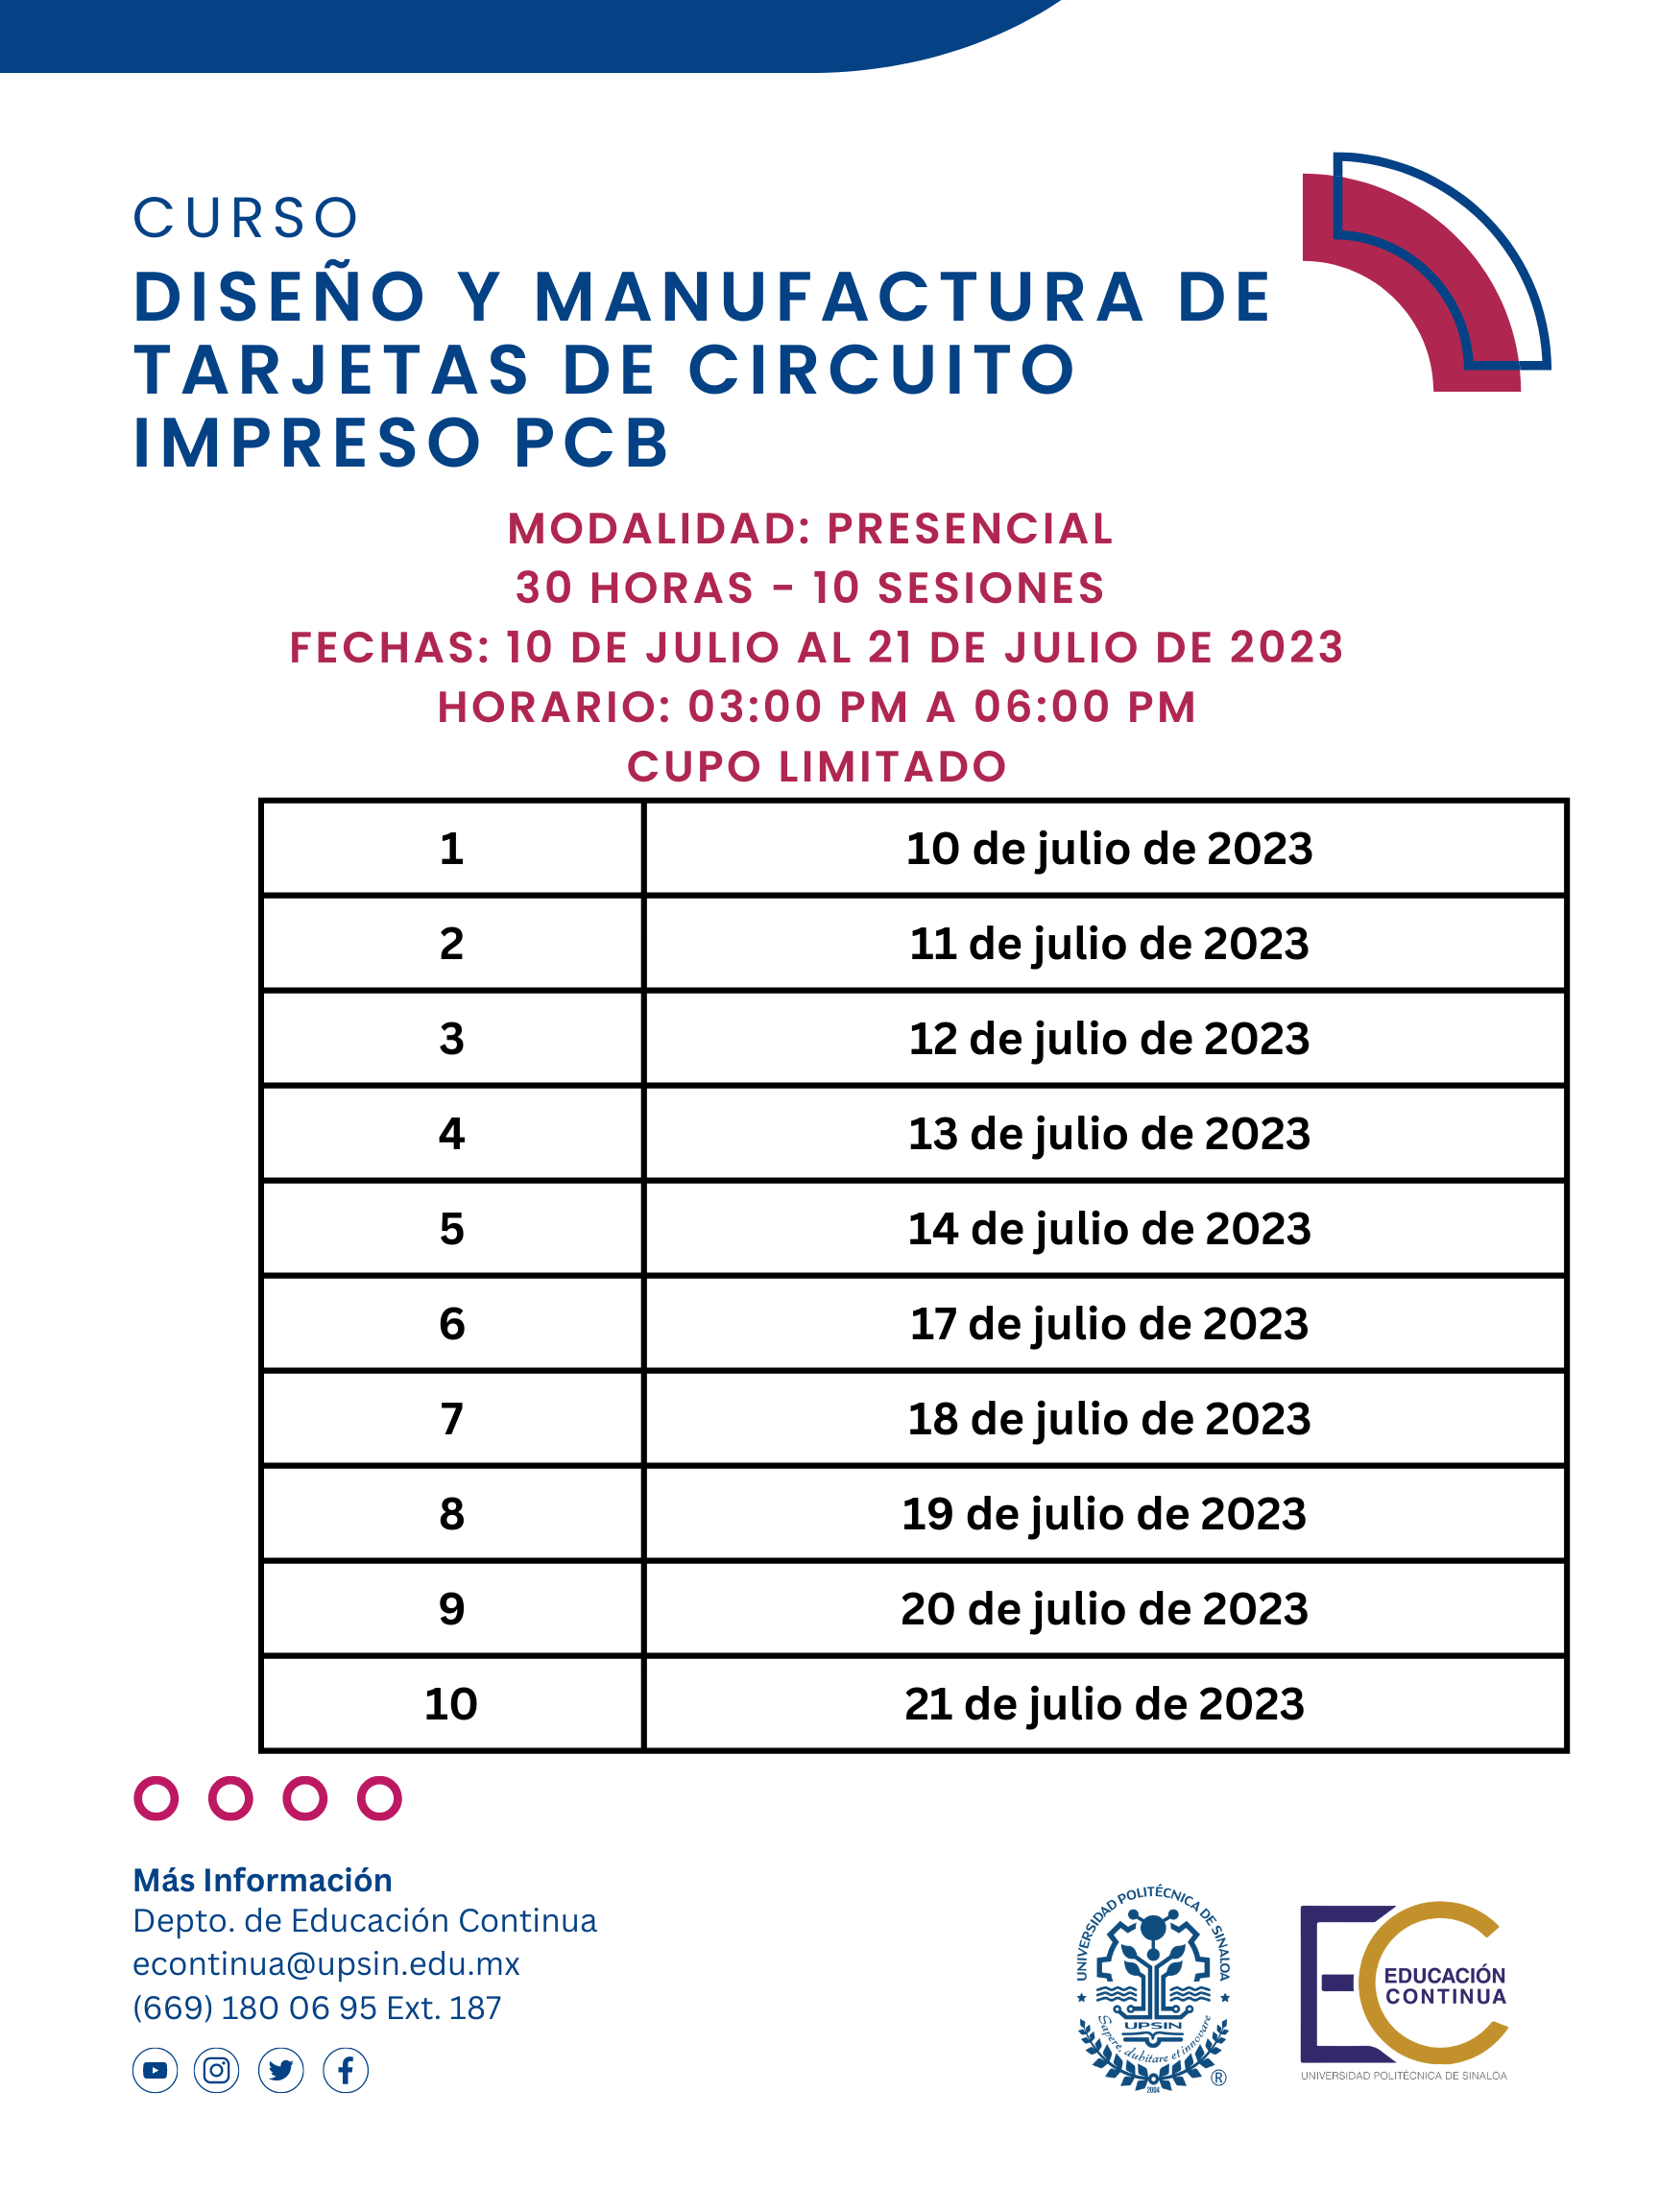 CURSO
DISEÑO Y MANUFACTURA DE
TARJETAS DE CIRCUITO
IMPRESO PCB
MODALIDAD: PRESENCIAL
30 HORAS - 10 SESIONES
FECHAS: 10 DE JULIO AL 21 DE JULIO DE 2023
HORARIO: 03:00 PM A 06:00 PM
CUPO LIMITADO
1 10 de julio de 2023
2 11 de julio de 2023
3 12 de julio de 2023
4 13 de julio de 2023
5 14 de julio de 2023
6 17 de julio de 2023
7 18 de julio de 2023
8 19 de julio de 2023
9 20 de julio de 2023
10 21 de julio de 2023
Más Información
Depto. de Educación Continua
econtinua@upsin.edu.mx
(669) 180 06 95 Ext. 187
UNIVERSIDAD POLITÉCNICA DE SINALOA
UPSIN
Sapere, dubitare et innovare
2004
®
EC
EDUCACIÓN
CONTINUA
UNIVERSIDAD POLITÉCNICA DE SINALOA